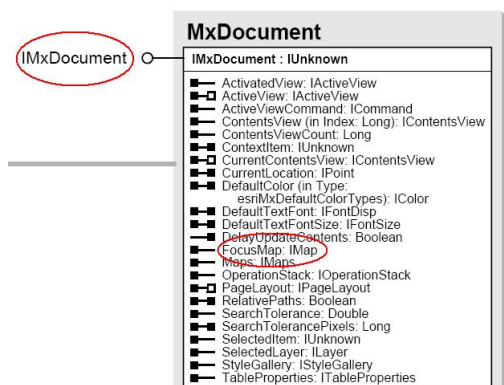 MxDocument
IMxDocument
IMxDocument : IUnknown
ActivatedView: IActiveView
ActiveView: IActiveView
ActiveViewCommand: ICommand
ContentsView (in Index: Long): IContentsView
ContentsViewCount: Long
ContextItem: IUnknown
CurrentContentsView: IContentsView
CurrentLocation: IPoint
DefaultColor (in Type:
esriMxDefaultColorTypes): IColor
DefaultTextFont: IFontDisp
DefaultTextFontSize: IFontSize
DelayUpdateContents: Boolean
FocusMap: IMap
Maps: IMaps
OperationStack: IOperationStack
PageLayout: IPageLayout
RelativePaths: Boolean
SearchTolerance: Double
SearchTolerancePixels: Long
SelectedItem: IUnknown
SelectedLayer: ILayer
StyleGallery: IStyleGallery
TableProperties: ITableProperties